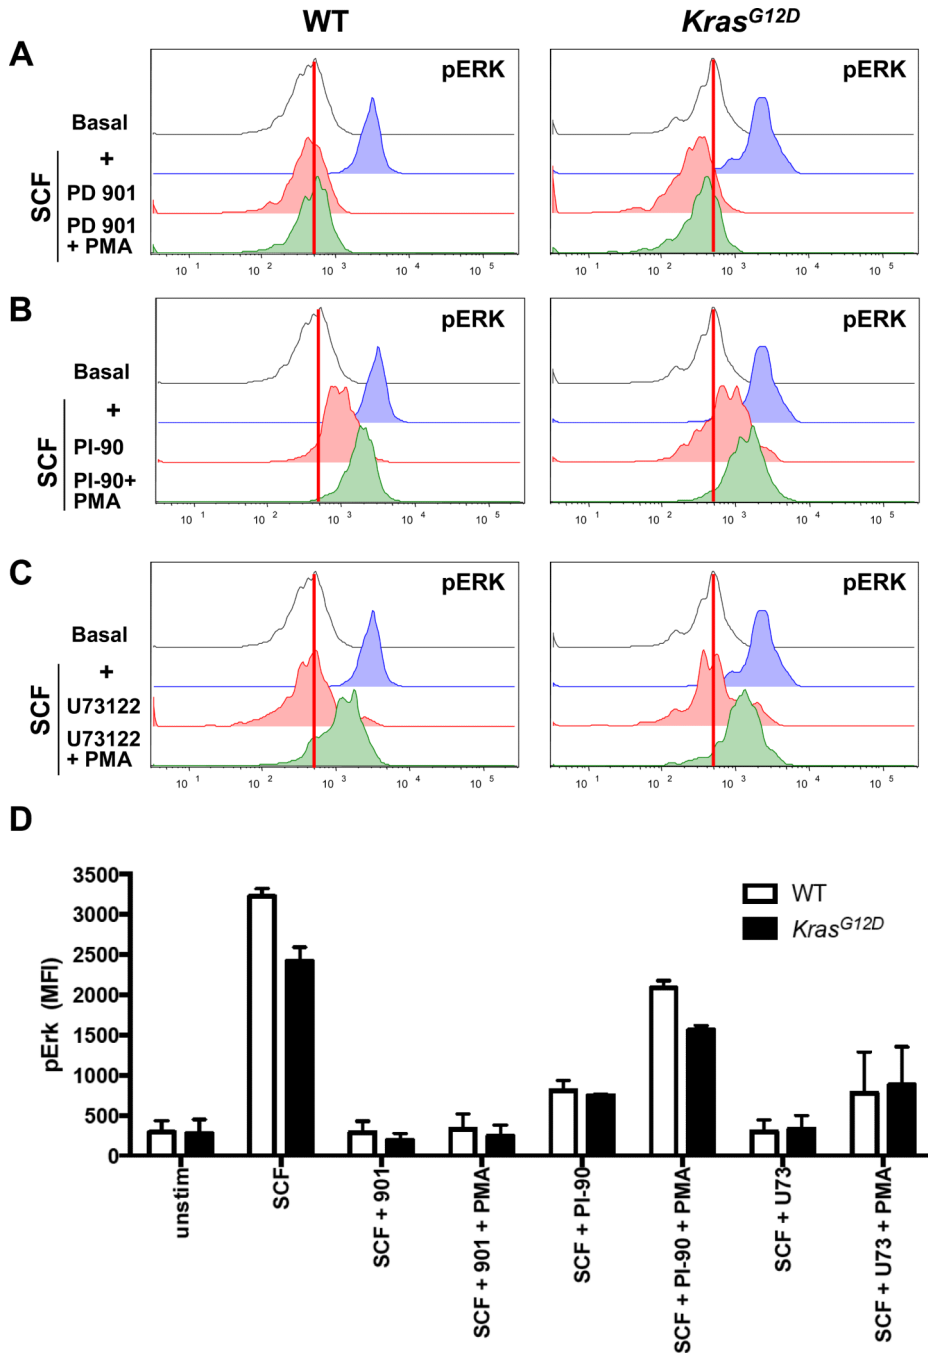 WT KrasG12D
A
pERK pERK
Basal
+
SCF
PD 901
PD 901
+ PMA
10 1 10 2 10 3 10 4 10 5 10 1 10 2 10 3 10 4 10 5
B
pERK pERK
Basal
+
SCF
PI-90
PI-90+
PMA
10 1 10 2 10 3 10 4 10 5 10 1 10 2 10 3 10 4 10 5
C
pERK pERK
Basal
+
SCF
U73122
U73122
+ PMA
10 1 10 2 10 3 10 4 10 5 10 1 10 2 10 3 10 4 10 5
D
pErk (MFI)
3500
3000
2500
2000
1500
1000
500
0
WT
KrasG12D
unstim
SCF
SCF + 901
SCF + 901 + PMA
SCF + PI-90
SCF + PI-90 + PMA
SCF + U73
SCF + U73 + PMA